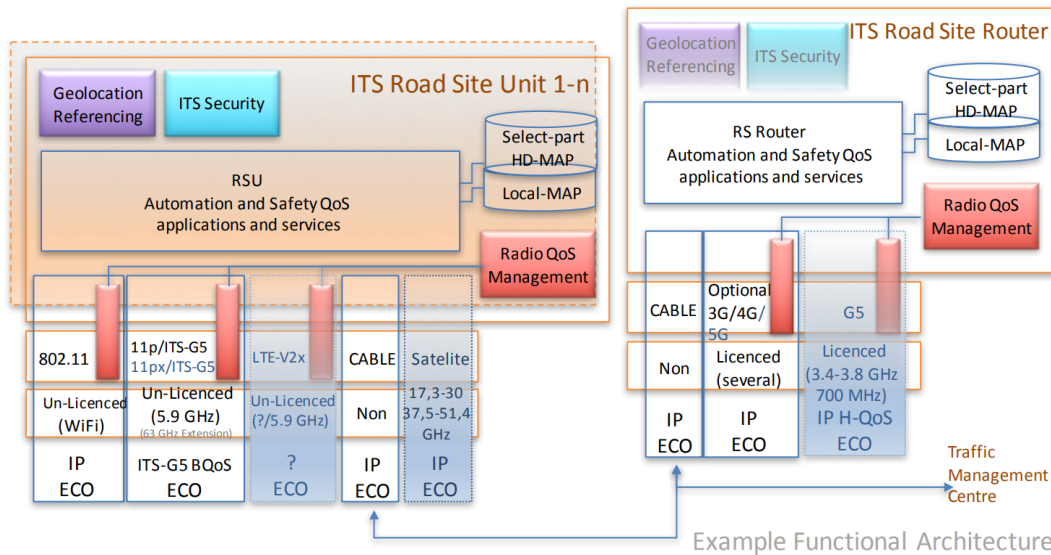 ITS Road Site Unit 1-n
Geolocation
Referencing
ITS Security
Select-part
HD-MAP
Local-MAP
RSU
Automation and Safety QoS
applications and services
Radio QoS
Management
802.11
Un-Licenced
(WiFi)
IP
ECO
11p/ITS-G5
11px/ITS-G5
Un-Licenced
(5.9 GHz)
(63 GHz Extension)
ITS-G5 BQoS
ECO
LTE-V2x
Un-Licenced
(?/5.9 GHz)
?
ECO
CABLE
Non
IP
ECO
Satelite
17,3-30
37,5-51,4
GHz
IP
ECO
ITS Road Site Router
Geolocation
Referencing
ITS Security
Select-part
HD-MAP
Local-MAP
RS Router
Automation and Safety QoS
applications and services
Radio QoS
Management
CABLE
Non
IP
ECO
Optional
3G/4G/
5G
Licenced
(several)
IP
ECO
G5
Licenced
(3.4-3.8 GHz
700 MHz)
IP H-QoS
ECO
Traffic
Management
Centre
Example Functional Architecture